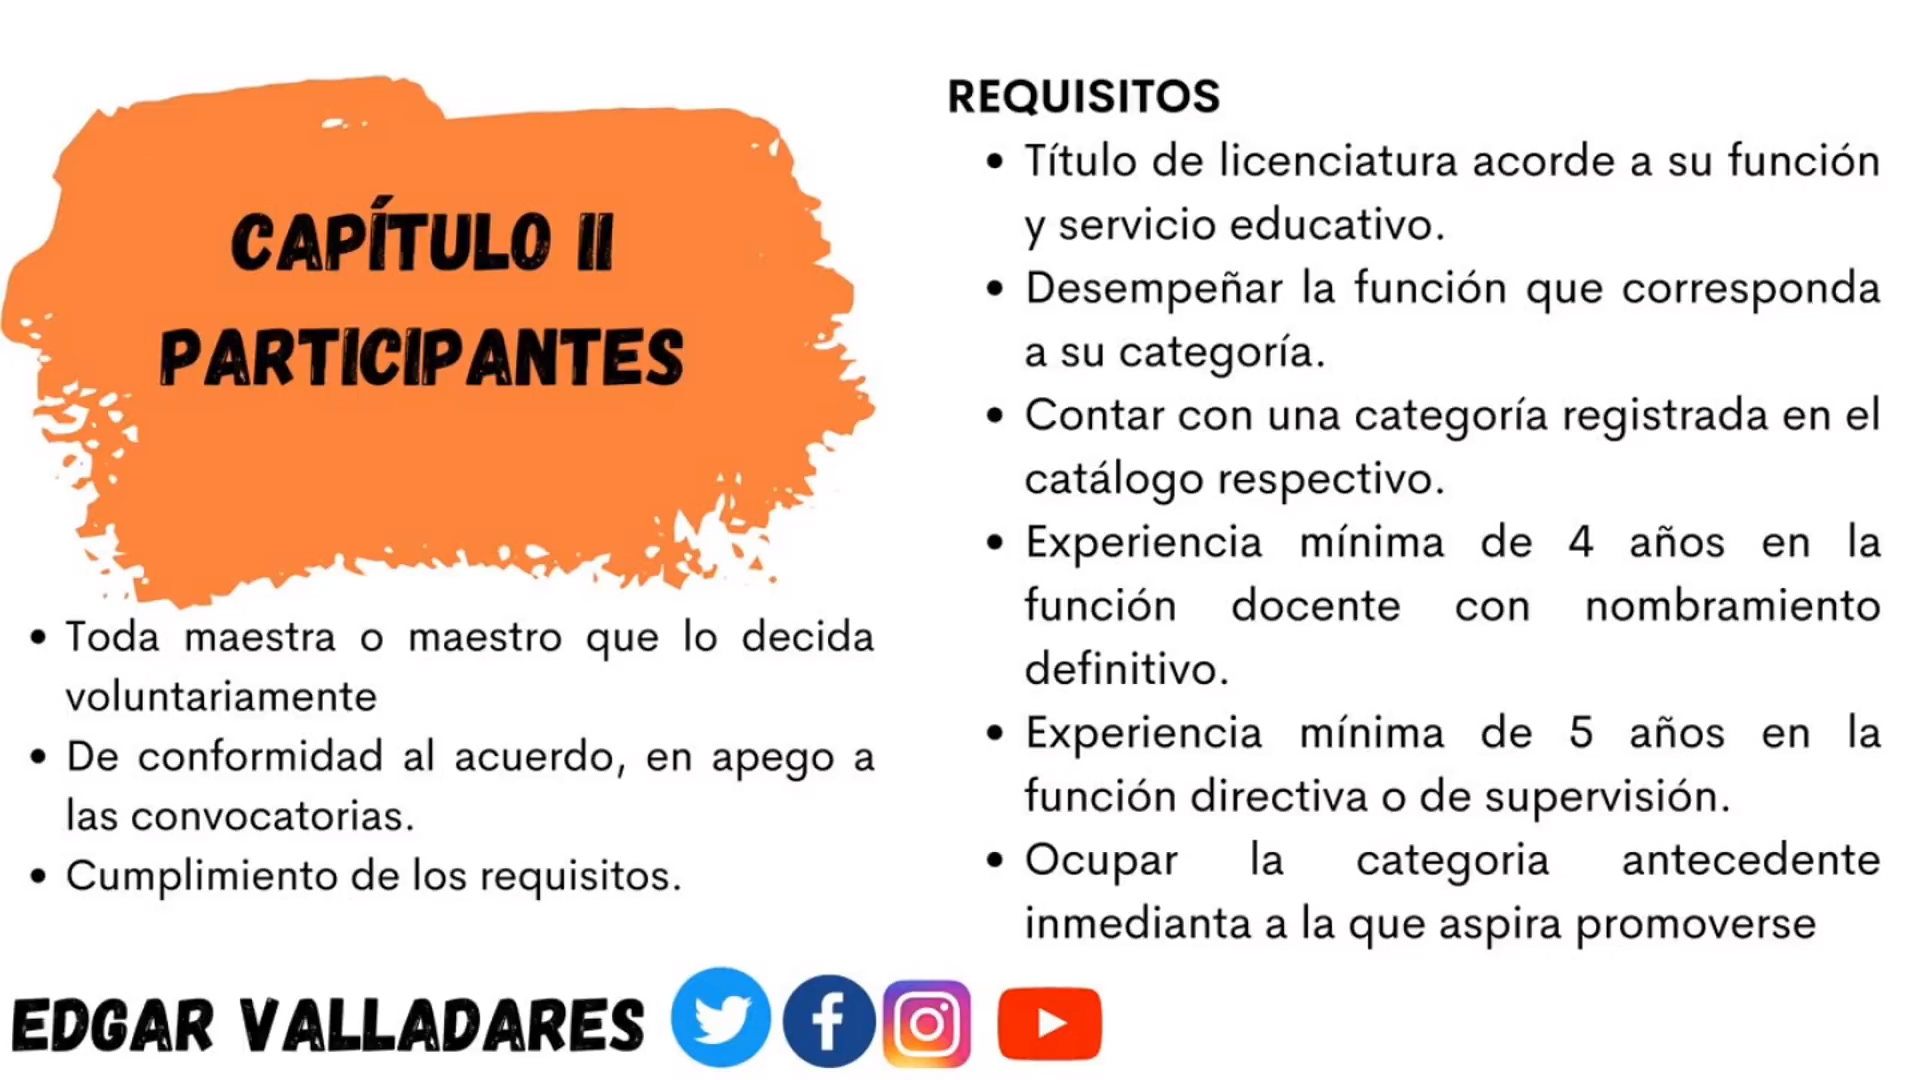 CAPÍTULO II
PARTICIPANTES
• Toda maestra o maestro que lo decida
voluntariamente
• De conformidad al acuerdo, en apego a
las convocatorias.
• Cumplimiento de los requisitos.
REQUISITOS
• Título de licenciatura acorde a su función
y servicio educativo.
• Desempeñar la función que corresponda
a su categoría.
• Contar con una categoría registrada en el
catálogo respectivo.
• Experiencia mínima de 4 años en la
función docente con nombramiento
definitivo.
• Experiencia mínima de 5 años en la
función directiva o de supervisión.
• Ocupar la categoria antecedente
inmedianta a la que aspira promoverse
EDGAR VALLADARES